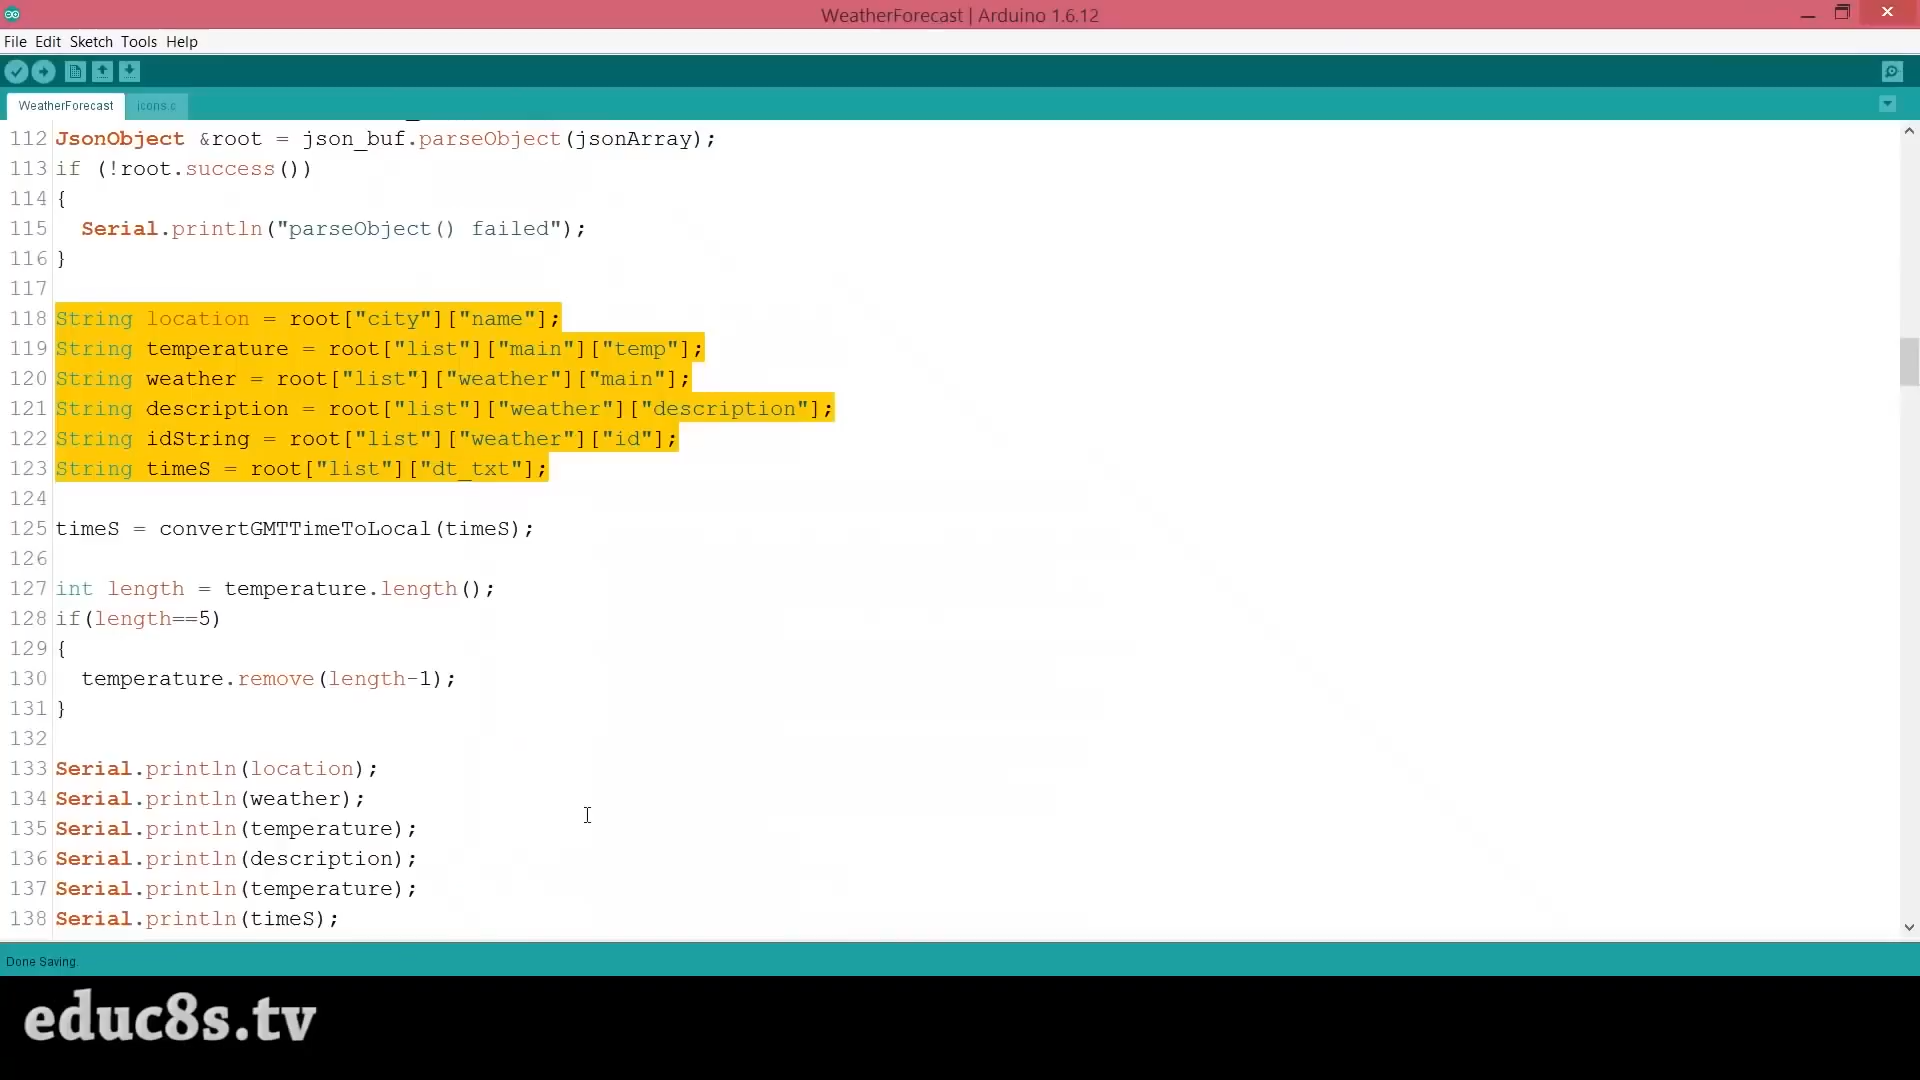 WeatherForecast | Arduino 1.6.12
File Edit Sketch Tools Help
WeatherForecast icons.c
112 JsonObject &root = json_buf.parseObject(jsonArray);
113 if (!root.success())
114 {
115   Serial.println("parseObject() failed");
116 }
117
118 String location = root["city"]["name"];
119 String temperature = root["list"]["main"]["temp"];
120 String weather = root["list"]["weather"]["main"];
121 String description = root["list"]["weather"]["description"];
122 String idString = root["list"]["weather"]["id"];
123 String timeS = root["list"]["dt_txt"];
124
125 timeS = convertGMTTimeToLocal(timeS);
126
127 int length = temperature.length();
128 if(length==5)
129 {
130   temperature.remove(length-1);
131 }
132
133 Serial.println(location);
134 Serial.println(weather);
135 Serial.println(temperature);
136 Serial.println(description);
137 Serial.println(temperature);
138 Serial.println(timeS);
Done Saving.
educ8s.tv